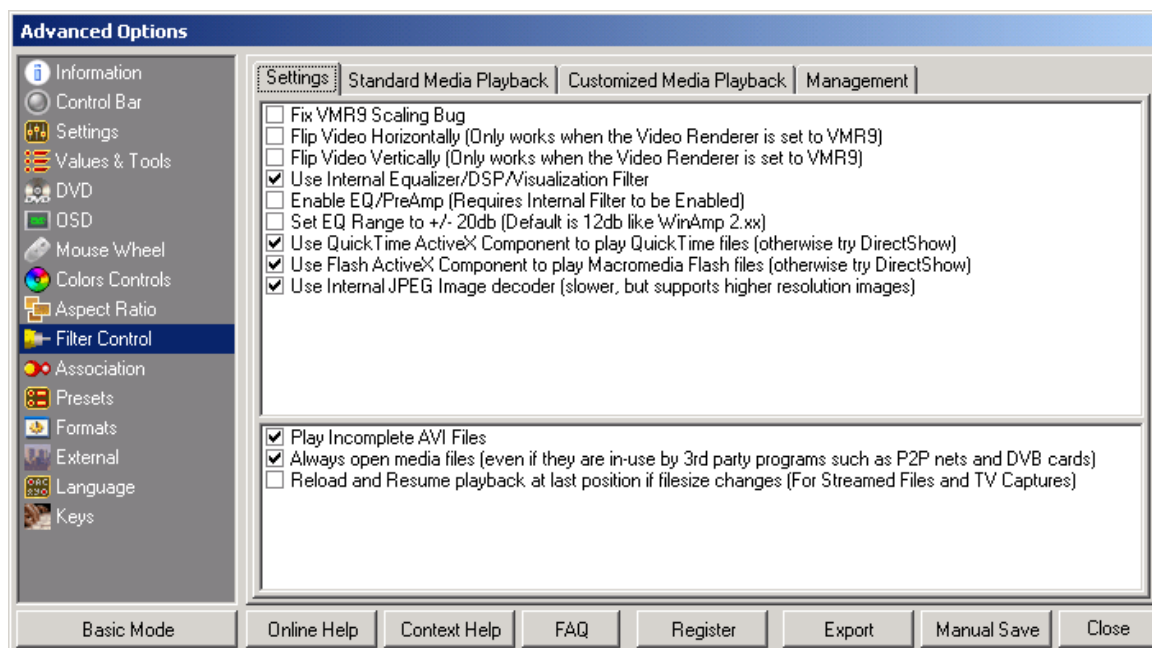 Advanced Options
Information
Control Bar
Settings
Values & Tools
DVD
OSD
Mouse Wheel
Colors Controls
Aspect Ratio
Filter Control
Association
Presets
Formats
External
Language
Keys
Settings
Standard Media Playback
Customized Media Playback
Management
Fix VMR9 Scaling Bug
Flip Video Horizontally (Only works when the Video Renderer is set to VMR9)
Flip Video Vertically (Only works when the Video Renderer is set to VMR9)
Use Internal Equalizer/DSP/Visualization Filter
Enable EQ/PreAmp (Requires Internal Filter to be Enabled)
Set EQ Range to +/- 20db (Default is 12db like WinAmp 2.xx)
Use QuickTime ActiveX Component to play QuickTime files (otherwise try DirectShow)
Use Flash ActiveX Component to play Macromedia Flash files (otherwise try DirectShow)
Use Internal JPEG Image decoder (slower, but supports higher resolution images)
Play Incomplete AVI Files
Always open media files (even if they are in-use by 3rd party programs such as P2P nets and DVB cards)
Reload and Resume playback at last position if filesize changes (For Streamed Files and TV Captures)
Basic Mode
Online Help
Context Help
FAQ
Register
Export
Manual Save
Close